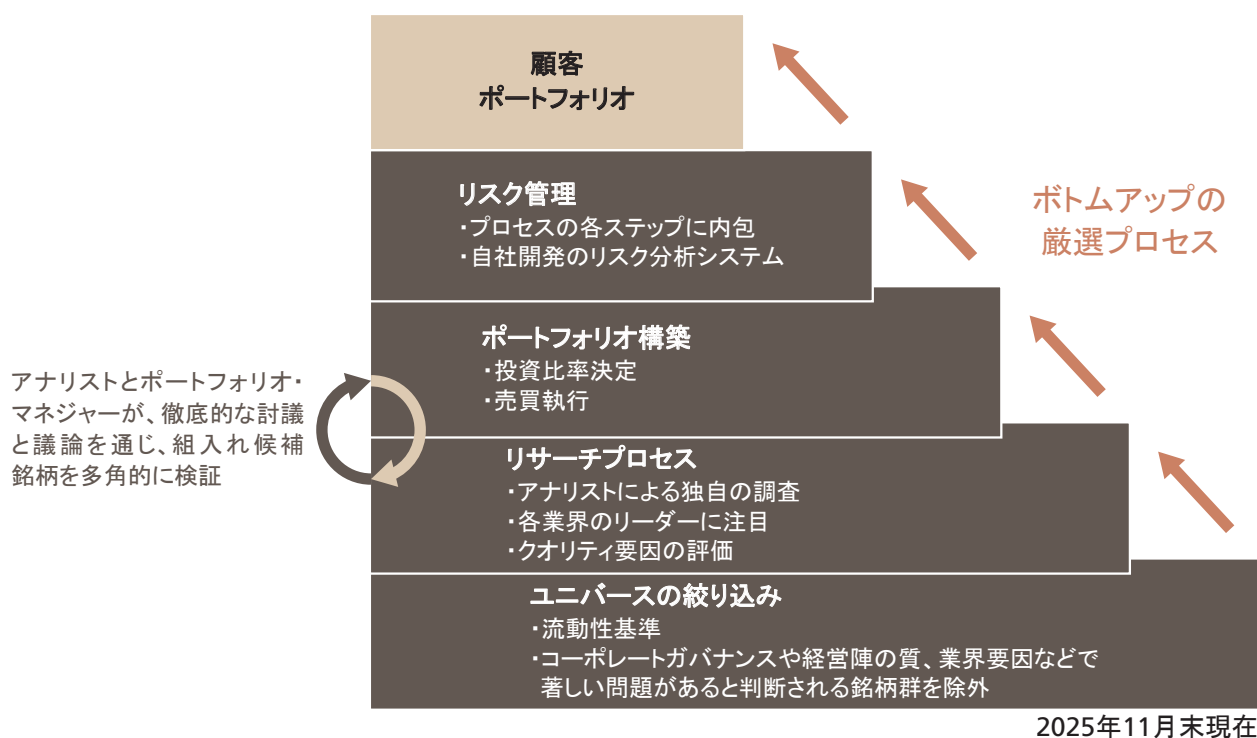 顧客
ポートフォリオ
リスク管理
・プロセスの各ステップに内包
・自社開発のリスク分析システム
ボトムアップの
厳選プロセス
ポートフォリオ構築
・投資比率決定
・売買執行
アナリストとポートフォリオ・
マネジャーが、徹底的な討議
と議論を通じ、組入れ候補
銘柄を多角的に検証
リサーチプロセス
・アナリストによる独自の調査
・各業界のリーダーに注目
・クオリティ要因の評価
ユニバースの絞り込み
・流動性基準
・コーポレートガバナンスや経営陣の質、業界要因などで
著しい問題があると判断される銘柄群を除外
2025年11月末現在